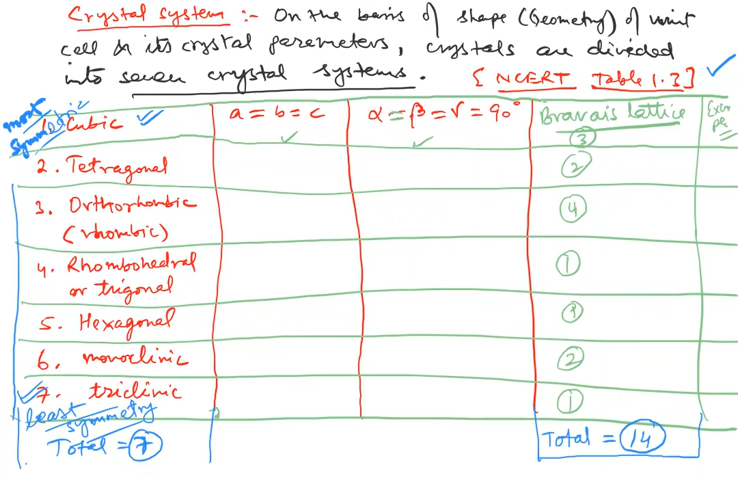 Crystal system :- On the basis of shape (Geometry) of unit
cell & its crystal parameters, crystals are divided
into seven crystal systems. [NCERT Table 1.3]
most symmetric
1. Cubic a = b = c α = β = γ = 90° Bravais lattice Exam ple
3
2. Tetragonal 2
3. Orthorhombic 4
(rhombic)
4. Rhombohedral 1
or trigonal
5. Hexagonal
6. monoclinic 2
7. triclinic 1
least symmetry
Total = 7 Total = 14